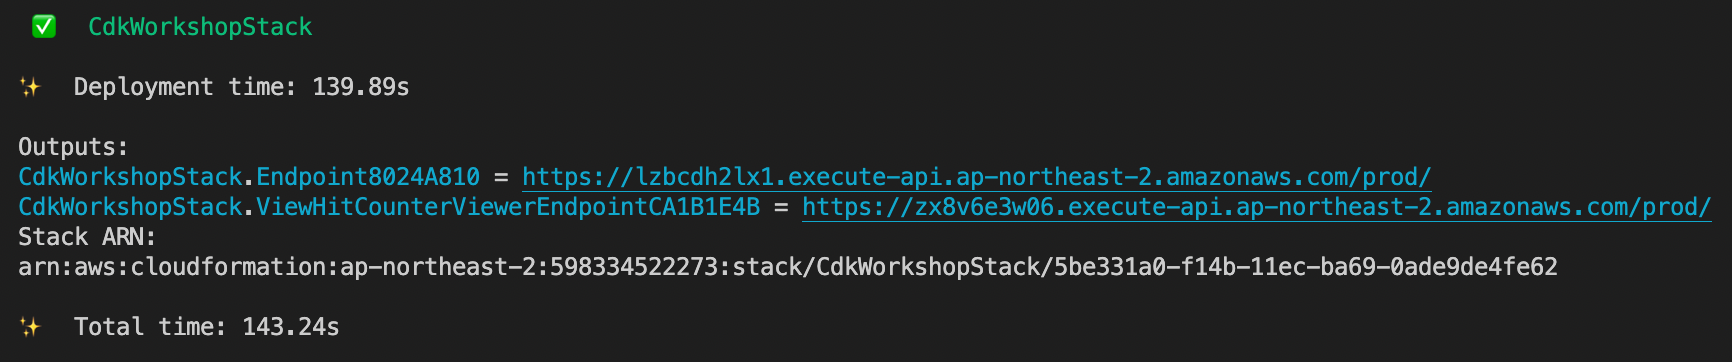 ✅  CdkWorkshopStack
✨  Deployment time: 139.89s
Outputs:
CdkWorkshopStack.Endpoint8024A810 = https://lzbcdh2lx1.execute-api.ap-northeast-2.amazonaws.com/prod/
CdkWorkshopStack.ViewHitCounterViewerEndpointCA1B1E4B = https://zx8v6e3w06.execute-api.ap-northeast-2.amazonaws.com/prod/
Stack ARN:
arn:aws:cloudformation:ap-northeast-2:598334522273:stack/CdkWorkshopStack/5be331a0-f14b-11ec-ba69-0ade9de4fe62
✨  Total time: 143.24s